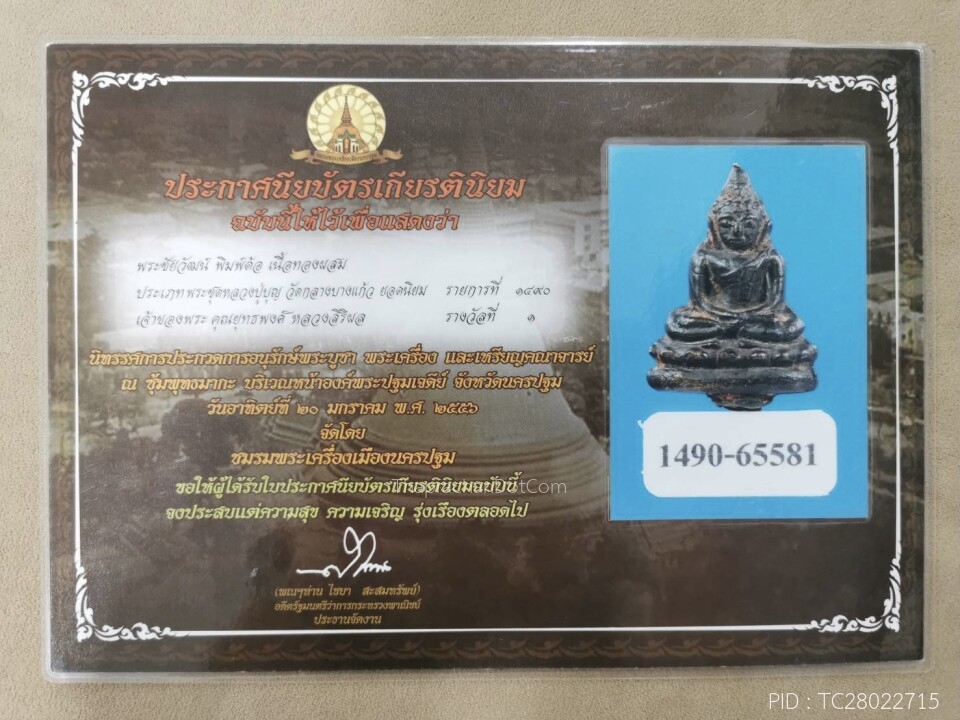 ประกาศนียบัตรเกียรตินิยม
ฉบับนี้ให้ไว้เพื่อแสดงว่า
พระชัยวัฒน์ พิมพ์ต้อ เนื้อทองผสม
ประเภทพระชุดหลวงปู่บุญ วัดกลางบางแก้ว ยอดนิยม รายการที่ ๑๔๙๐
เจ้าของพระ คุณยุทธพงศ์ หลวงสิริผล รางวัลที่ ๑
นิทรรศการประกวดการอนุรักษ์พระบูชา พระเครื่อง และเหรียญคณาจารย์
ณ ซุ้มพุทธมากะ บริเวณหน้าองค์พระปฐมเจดีย์ จังหวัดนครปฐม
วันอาทิตย์ที่ ๒๐ มกราคม พ.ศ. ๒๕๕๖
จัดโดย
ชมรมพระเครื่องเมืองนครปฐม
ขอให้ผู้ได้รับใบประกาศนียบัตรเกียรตินิยมฉบับนี้
จงประสบแต่ความสุข ความเจริญ รุ่งเรืองตลอดไป
(พณฯท่าน ไชยา สะสมทรัพย์)
อดีตรัฐมนตรีว่าการกระทรวงพาณิชย์
ประธานจัดงาน
1490-65581
PID : TC28022715